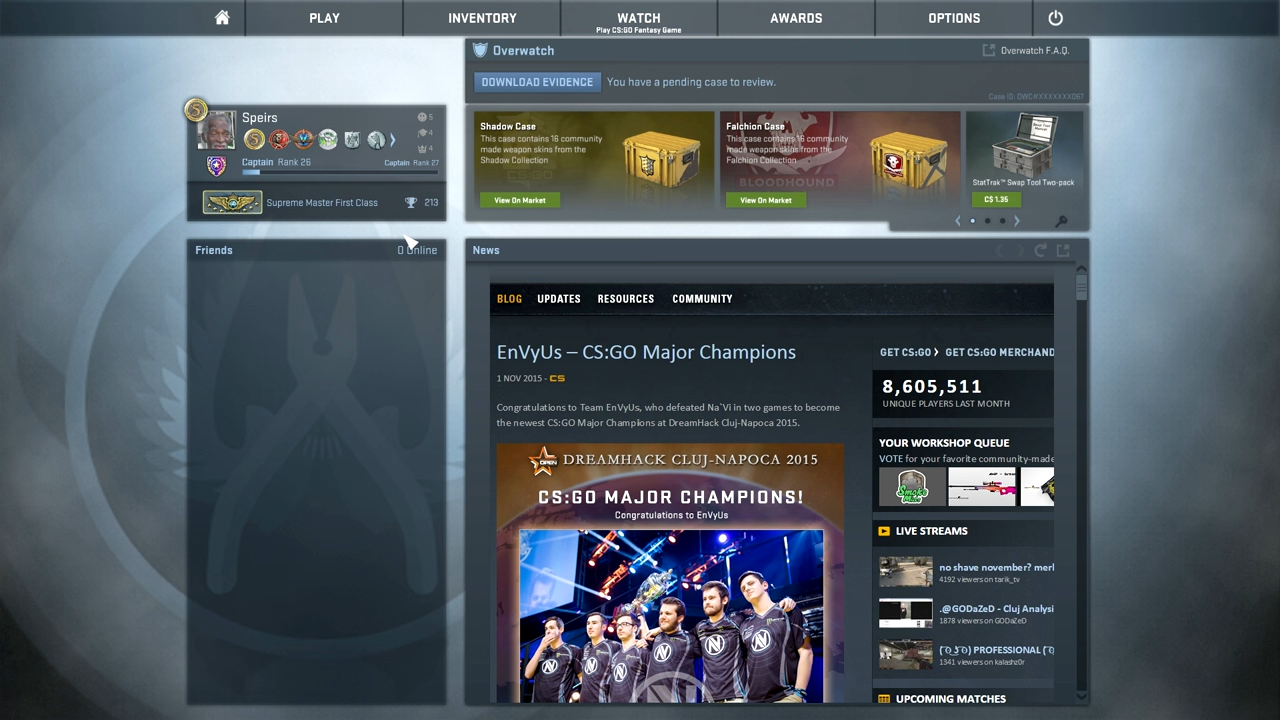 PLAY
INVENTORY
WATCH
Play CS:GO Fantasy Game
AWARDS
OPTIONS
Overwatch
Overwatch F.A.Q.
DOWNLOAD EVIDENCE
You have a pending case to review.
S
Speirs
5
4
4
Captain Rank 26
Captain Rank 27
Supreme Master First Class
213
Shadow Case
This case contains 16 community
made weapon skins from the
Shadow Collection
CS:GO
View On Market
Falchion Case
This case contains 16 community
made weapon skins from the
Falchion Collection
BLOODHOUND
View On Market
StatTrak™ Swap Tool Two-pack
C$ 1.35
Friends
0 Online
News
BLOG
UPDATES
RESOURCES
COMMUNITY
EnVyUs – CS:GO Major Champions
1 NOV 2015 - CS
Congratulations to Team EnVyUs, who defeated Na`Vi in two games to become
the newest CS:GO Major Champions at DreamHack Cluj-Napoca 2015.
OPEN
DREAMHACK CLUJ-NAPOCA 2015
CS:GO MAJOR CHAMPIONS!
Congratulations to EnVyUs
GET CS:GO
GET CS:GO MERCHAND
8,605,511
UNIQUE PLAYERS LAST MONTH
YOUR WORKSHOP QUEUE
VOTE for your favorite community-made
Smoke
LIVE STREAMS
no shave november? merl
4192 viewers on tarik_tv
.@GODaZeD - Cluj Analysi
1878 viewers on GODaZeD
PROFESSIONAL
1341 viewers on kalashz0r
UPCOMING MATCHES